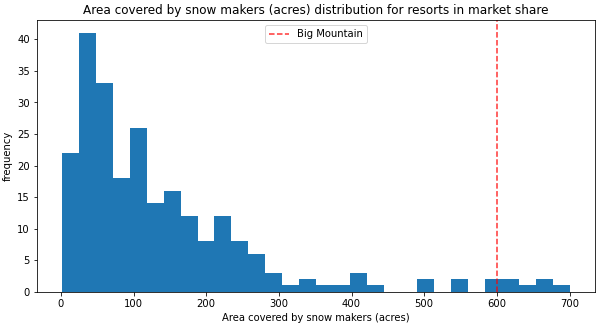 Area covered by snow makers (acres) distribution for resorts in market share
Big Mountain
frequency
40
35
30
25
20
15
10
5
0
0 100 200 300 400 500 600 700
Area covered by snow makers (acres)